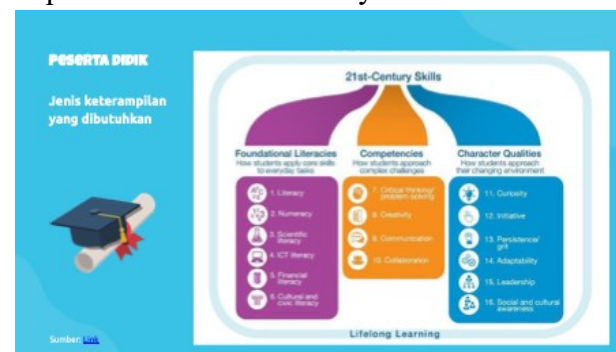 PESERTA DIDIK
Jenis keterampilan
yang dibutuhkan
Sumber: Link
21st-Century Skills
Foundational Literacies
How students apply core skills
to everyday tasks
1. Literacy
2. Numeracy
3. Scientific
literacy
4. ICT literacy
5. Financial
literacy
6. Cultural and
civic literacy
Competencies
How students approach
complex challenges
7. Critical thinking/
problem-solving
8. Creativity
9. Communication
10. Collaboration
Character Qualities
How students approach
their changing environment
11. Curiosity
12. Initiative
13. Persistence/
grit
14. Adaptability
15. Leadership
16. Social and cultural
awareness
Lifelong Learning